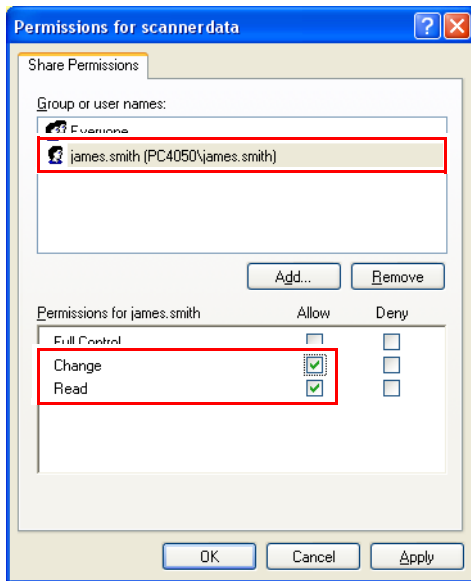 Permissions for scannerdata
Share Permissions
Group or user names:
Everyone
james.smith (PC4050\james.smith)
Add... Remove
Permissions for james.smith Allow Deny
Full Control
Change
Read
OK Cancel Apply